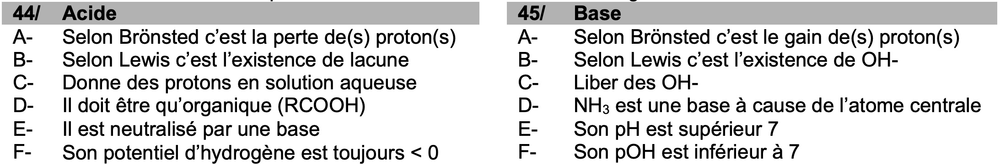 44/ Acide
A- Selon Brönsted c’est la perte de(s) proton(s)
B- Selon Lewis c’est l’existence de lacune
C- Donne des protons en solution aqueuse
D- Il doit être qu’organique (RCOOH)
E- Il est neutralisé par une base
F- Son potentiel d’hydrogène est toujours < 0
45/ Base
A- Selon Brönsted c’est le gain de(s) proton(s)
B- Selon Lewis c’est l’existence de OH-
C- Liber des OH-
D- NH₃ est une base à cause de l’atome centrale
E- Son pH est supérieur 7
F- Son pOH est inférieur à 7